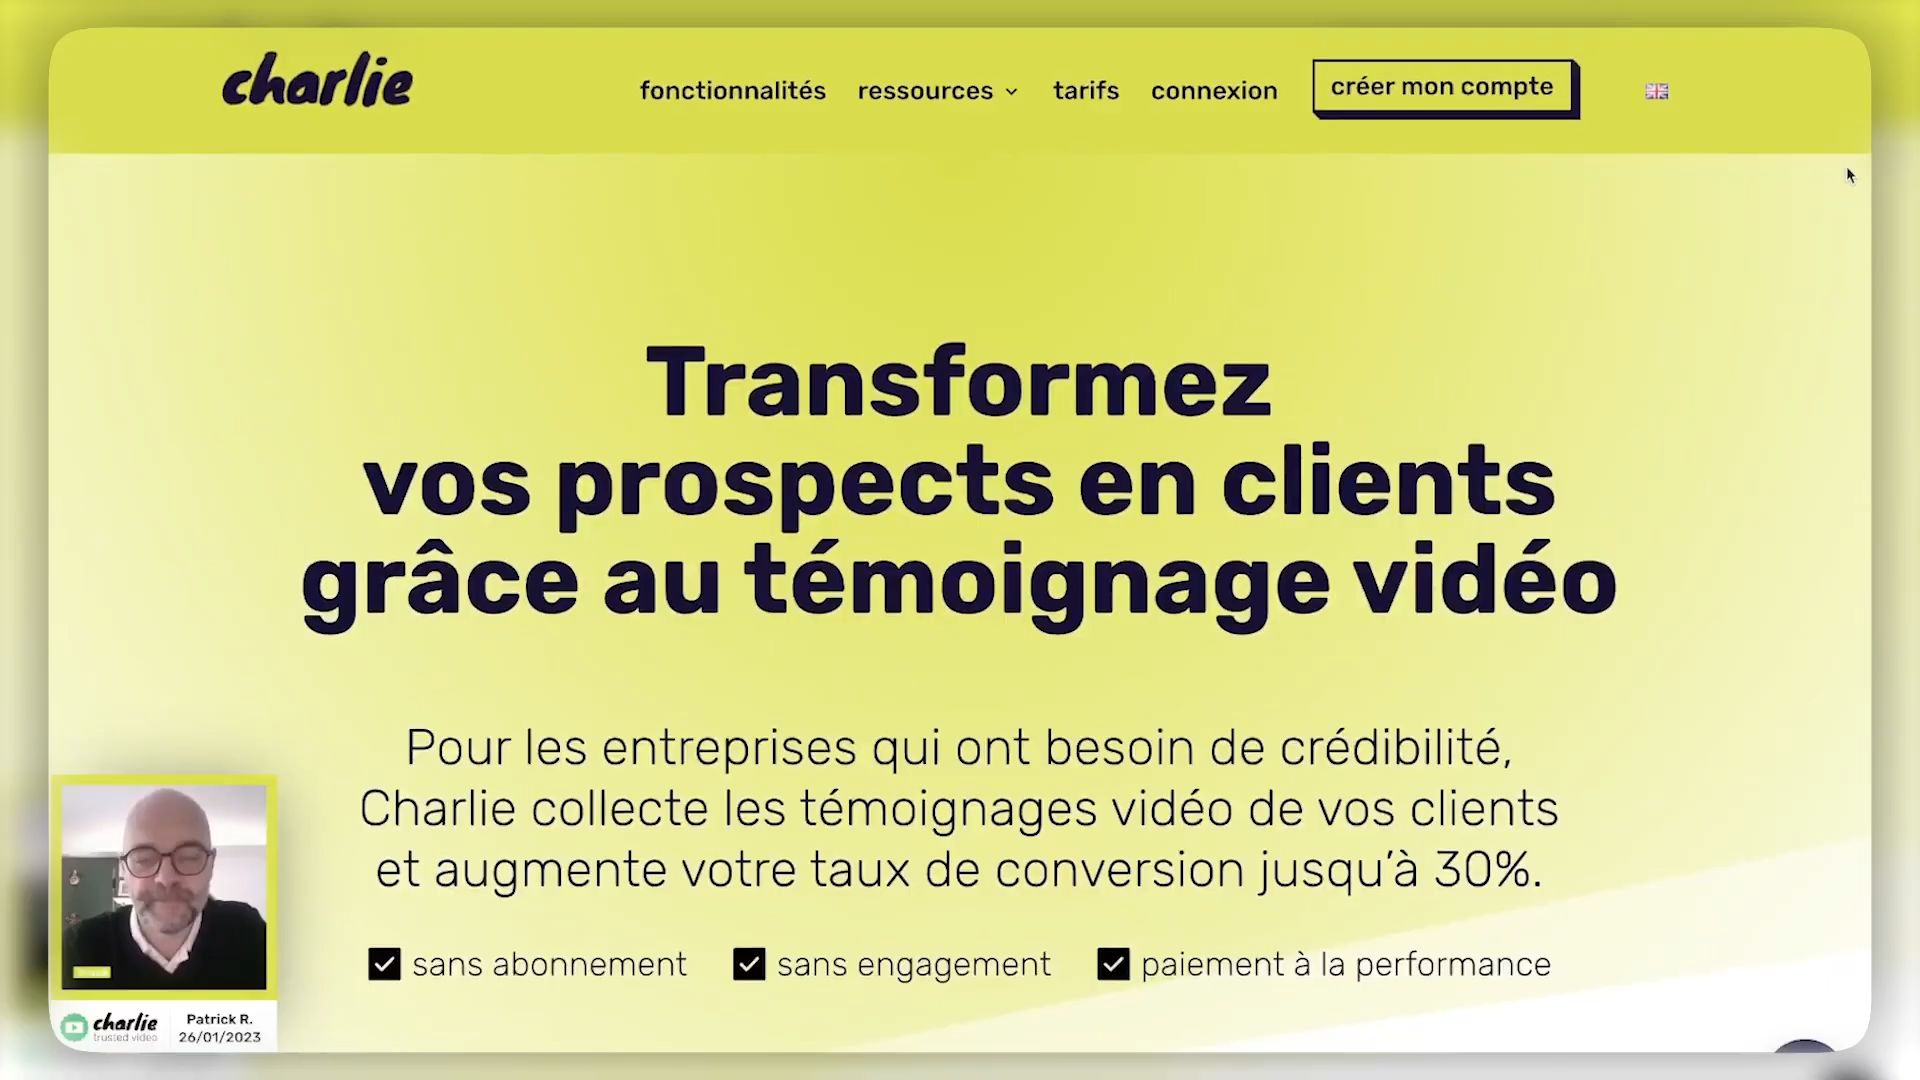 charlie
fonctionnalités
ressources
tarifs
connexion
créer mon compte
Transformez
vos prospects en clients
grâce au témoignage vidéo
Pour les entreprises qui ont besoin de crédibilité,
Charlie collecte les témoignages vidéo de vos clients
et augmente votre taux de conversion jusqu'à 30%.
sans abonnement
sans engagement
paiement à la performance
charlie
trusted video
Patrick R.
26/01/2023